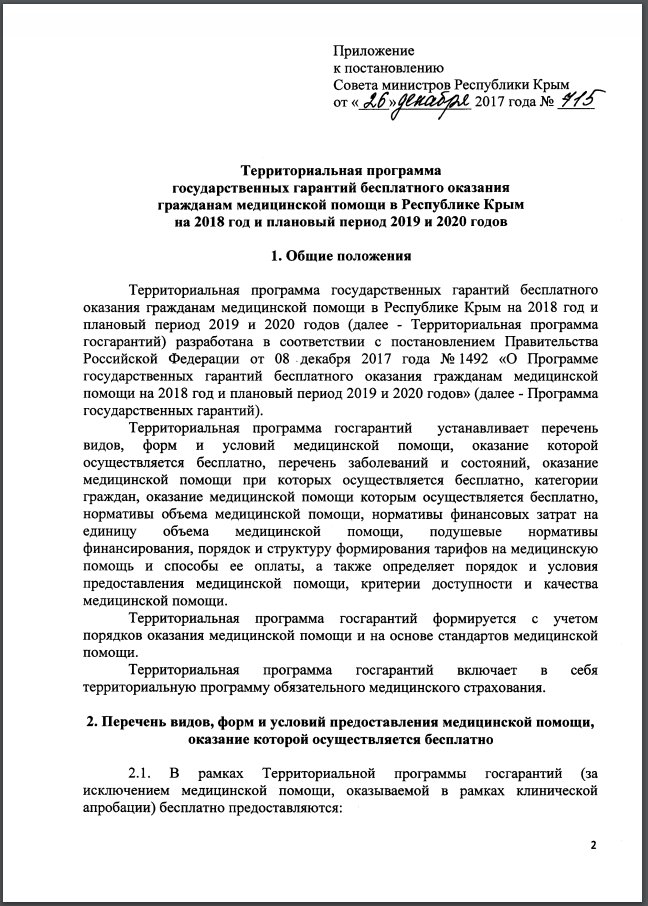 Приложение
к постановлению
Совета министров Республики Крым
от «26» декабря 2017 года № 715
Территориальная программа
государственных гарантий бесплатного оказания
гражданам медицинской помощи в Республике Крым
на 2018 год и плановый период 2019 и 2020 годов
1. Общие положения
Территориальная программа государственных гарантий бесплатного
оказания гражданам медицинской помощи в Республике Крым на 2018 год и
плановый период 2019 и 2020 годов (далее - Территориальная программа
госгарантий) разработана в соответствии с постановлением Правительства
Российской Федерации от 08 декабря 2017 года №1492 «О Программе
государственных гарантий бесплатного оказания гражданам медицинской
помощи на 2018 год и плановый период 2019 и 2020 годов» (далее - Программа
государственных гарантий).
Территориальная программа госгарантий устанавливает перечень
видов, форм и условий медицинской помощи, оказание которой
осуществляется бесплатно, перечень заболеваний и состояний, оказание
медицинской помощи при которых осуществляется бесплатно, категории
граждан, оказание медицинской помощи которым осуществляется бесплатно,
нормативы объема медицинской помощи, нормативы финансовых затрат на
единицу объема медицинской помощи, подушевые нормативы
финансирования, порядок и структуру формирования тарифов на медицинскую
помощь и способы ее оплаты, а также определяет порядок и условия
предоставления медицинской помощи, критерии доступности и качества
медицинской помощи.
Территориальная программа госгарантий формируется с учетом
порядков оказания медицинской помощи и на основе стандартов медицинской
помощи.
Территориальная программа госгарантий включает в себя
территориальную программу обязательного медицинского страхования.
2. Перечень видов, форм и условий предоставления медицинской помощи,
оказание которой осуществляется бесплатно
2.1. В рамках Территориальной программы госгарантий (за
исключением медицинской помощи, оказываемой в рамках клинической
апробации) бесплатно предоставляются:
2